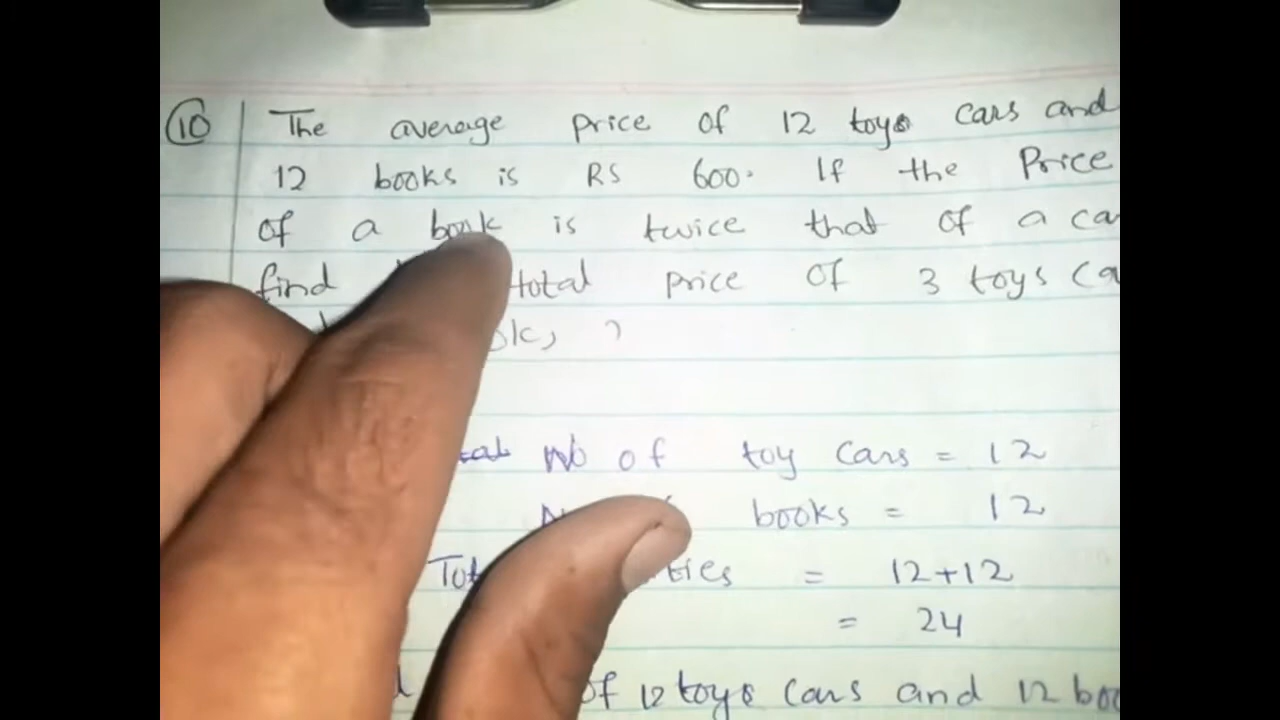 10 The average price of 12 toys cars and
12 books is RS 600. If the Price
of a book is twice that of a ca
find total price of 3 toys Ca
?
No of toy cars = 12
books = 12
= 12+12
= 24
of 12 toys cars and 12 boo